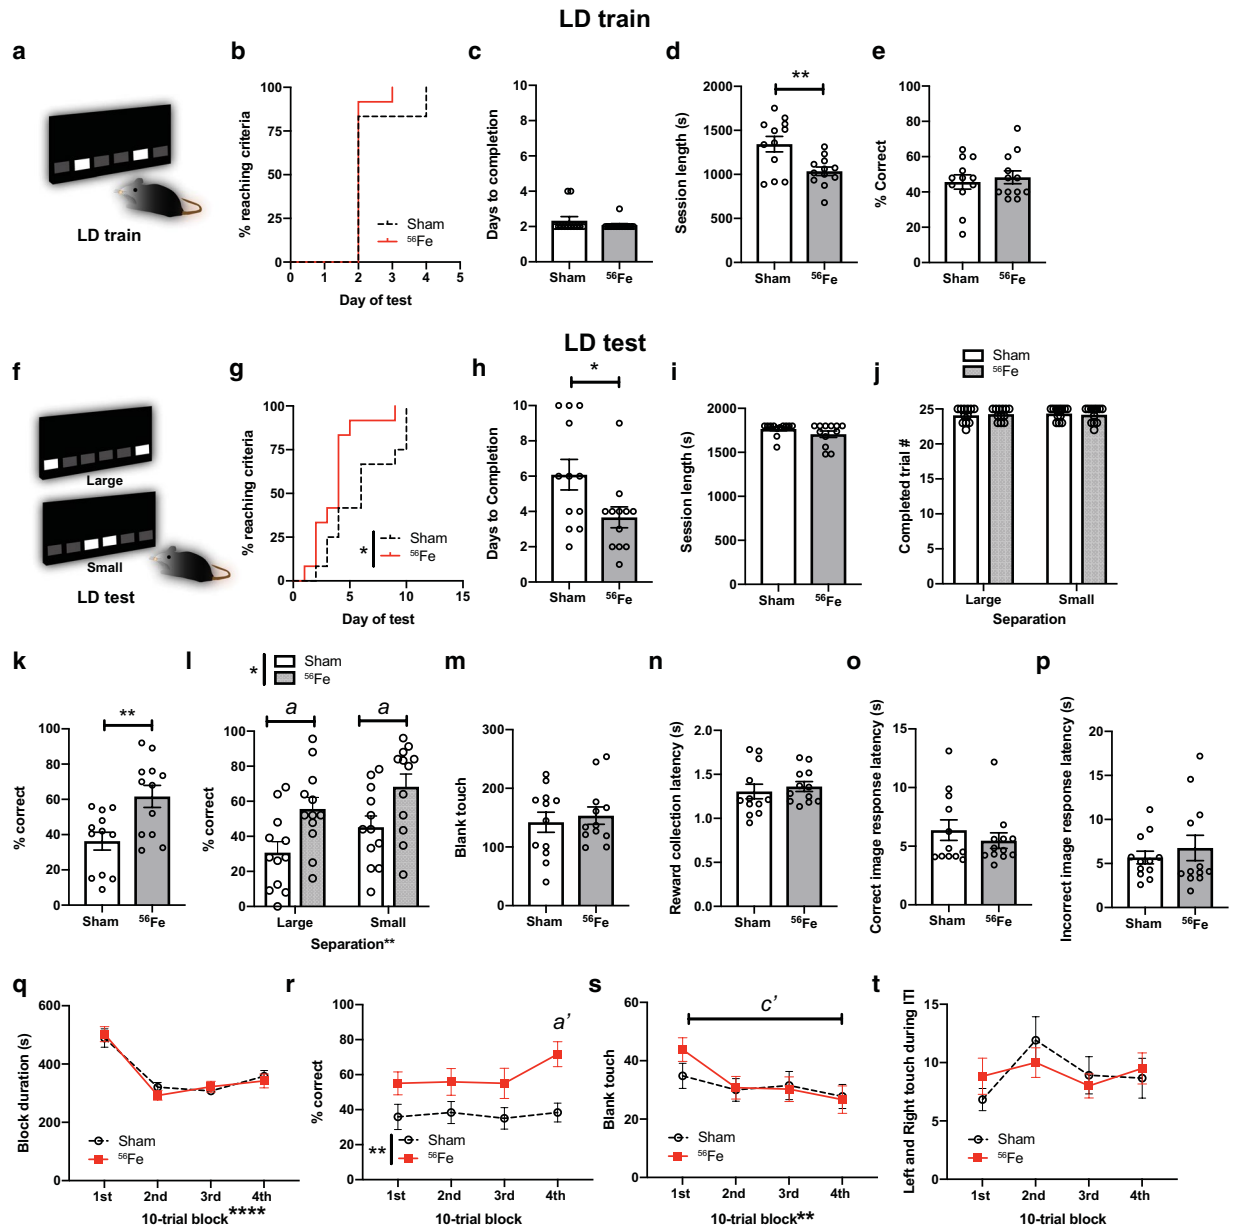 LD train
a
LD train
b
% reaching criteria
100
75
50
25
0
0 1 2 3 4 5
Day of test
Sham
⁵⁶Fe
c
Days to completion
10
8
6
4
2
0
Sham ⁵⁶Fe
d
**
Session length (s)
2000
1500
1000
500
0
Sham ⁵⁶Fe
e
% Correct
100
80
60
40
20
0
Sham ⁵⁶Fe
LD test
f
Large
Small
LD test
g
% reaching criteria
100
75
50
25
0
0 5 10 15
Day of test
*
Sham
⁵⁶Fe
h
*
Days to Completion
10
8
6
4
2
0
Sham ⁵⁶Fe
i
Session length (s)
2000
1500
1000
500
0
Sham ⁵⁶Fe
j
Sham
⁵⁶Fe
Completed trial #
25
20
15
10
5
0
Large Small
Separation
k
**
% correct
100
80
60
40
20
0
Sham ⁵⁶Fe
l
*
Sham
⁵⁶Fe
a a
% correct
100
80
60
40
20
0
Large Small
Separation**
m
Blank touch
300
200
100
0
Sham ⁵⁶Fe
n
Reward collection latency (s)
2.0
1.5
1.0
0.5
0.0
Sham ⁵⁶Fe
o
Correct image response latency (s)
15
10
5
0
Sham ⁵⁶Fe
p
Incorrect image response latency (s)
20
15
10
5
0
Sham ⁵⁶Fe
q
Block duration (s)
600
400
200
0
Sham
⁵⁶Fe
1st 2nd 3rd 4th
10-trial block****
r
% correct
100
80
60
40
20
0
a’
**
Sham
⁵⁶Fe
1st 2nd 3rd 4th
10-trial block
s
Blank touch
60
40
20
0
c’
Sham
⁵⁶Fe
1st 2nd 3rd 4th
10-trial block**
t
Left and Right touch during ITI
15
10
5
0
Sham
⁵⁶Fe
1st 2nd 3rd 4th
10-trial block